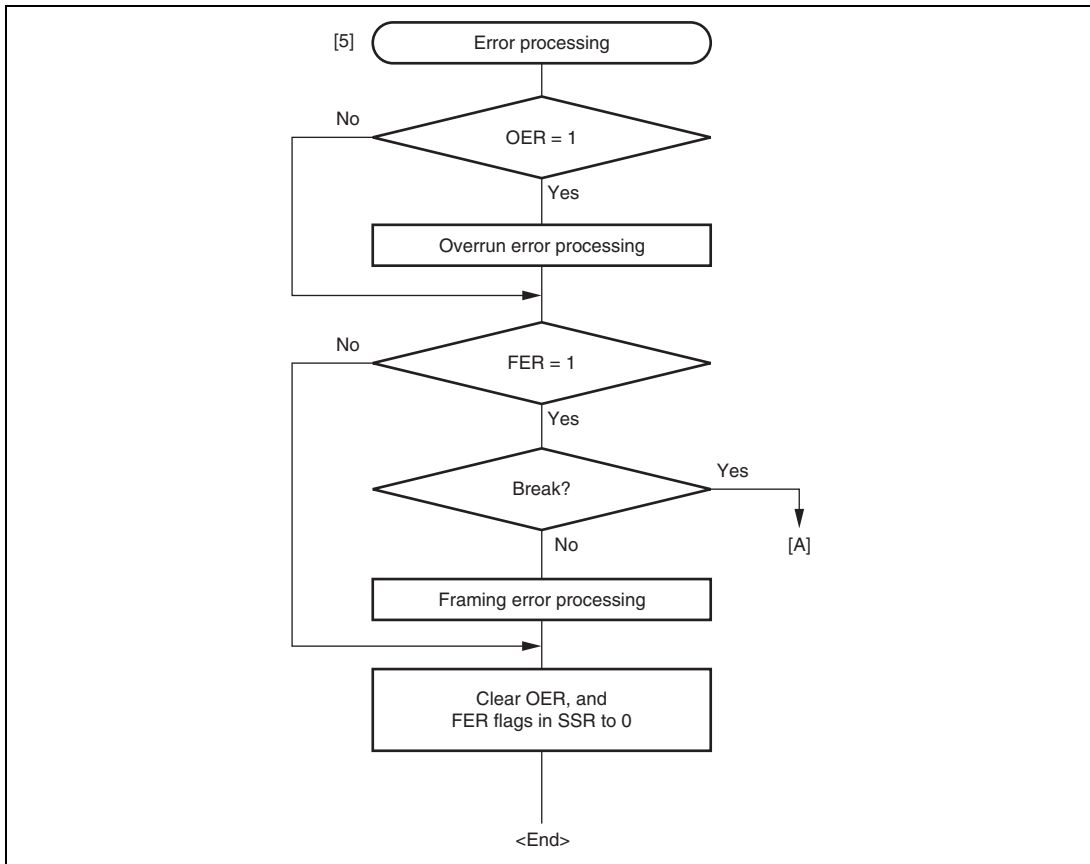 [5]
Error processing
No
OER = 1
Yes
Overrun error processing
No
FER = 1
Yes
Break?
Yes
No
[A]
Framing error processing
Clear OER, and
FER flags in SSR to 0
<End>